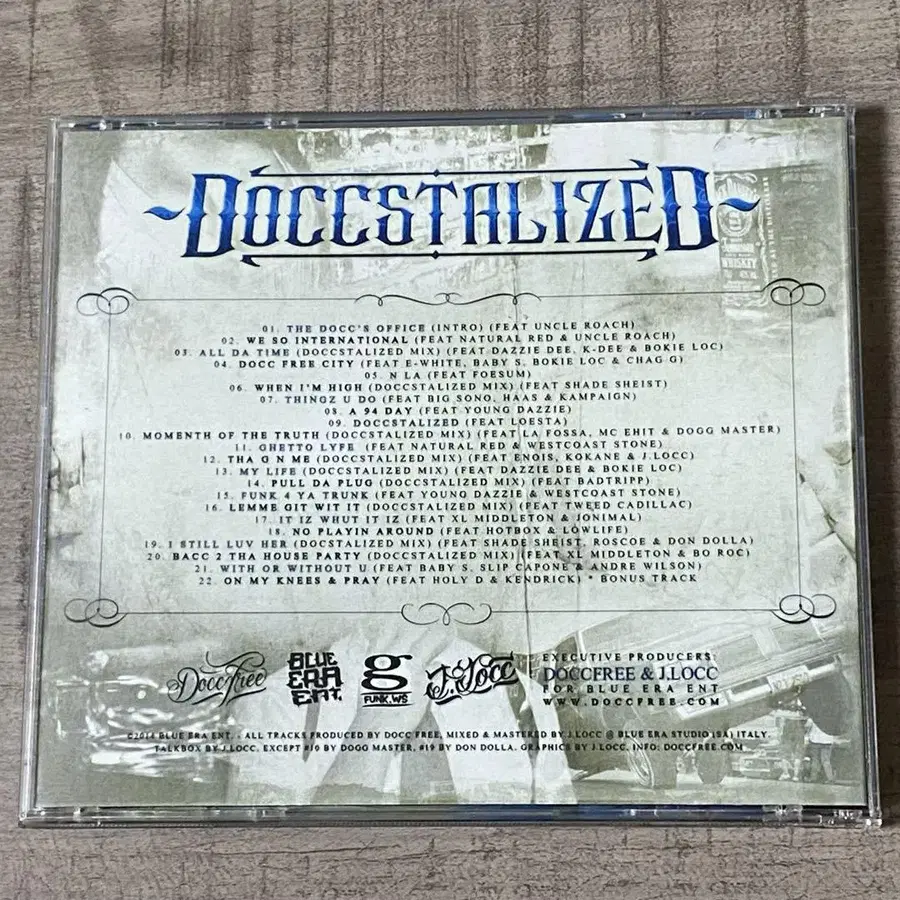 ~DOCCSTALIZED~
WHISKEY
01. THE DOCC'S OFFICE (INTRO) (FEAT UNCLE ROACH)
02. WE SO INTERNATIONAL (FEAT NATURAL RED & UNCLE ROACH)
03. ALL DA TIME (DOCCSTALIZED MIX) (FEAT DAZZIE DEE, K-DEE & BOKIE LOC)
04. DOCC FREE CITY (FEAT E-WHITE, BABY S, BOKIE LOC & CHAG G)
05. N LA (FEAT FOESUM)
06. WHEN I'M HIGH (DOCCSTALIZED MIX) (FEAT SHADE SHEIST)
07. THINGZ U DO (FEAT BIG SONO, HAAS & KAMPAIGN)
08. A 94 DAY (FEAT YOUNG DAZZIE)
09. DOCCSTALIZED (FEAT LOESTA)
10. MOMENTH OF THE TRUTH (DOCCSTALIZED MIX) (FEAT LA FOSSA, MC EHIT & DOGG MASTER)
11. GHETTO LYFE (FEAT NATURAL RED & WESTCOAST STONE)
12. THA G N ME (DOCCSTALIZED MIX) (FEAT ENOIS, KOKANE & J.LOCC)
13. MY LIFE (DOCCSTALIZED MIX) (FEAT DAZZIE DEE & BOKIE LOC)
14. PULL DA PLUG (DOCCSTALIZED MIX) (FEAT BADTRIPP)
15. FUNK 4 YA TRUNK (FEAT YOUNG DAZZIE & WESTCOAST STONE)
16. LEMME GIT WIT IT (DOCCSTALIZED MIX) (FEAT TWEED CADILLAC)
17. IT IZ WHUT IT IZ (FEAT XL MIDDLETON & JONIMAL)
18. NO PLAYIN AROUND (FEAT HOTBOX & LOWLIFE)
19. I STILL LUV HER (DOCSTALIZED MIX) (FEAT SHADE SHEIST, ROSCOE & DON DOLLA)
20. BACC 2 THA HOUSE PARTY (DOCCSTALIZED MIX) (FEAT XL MIDDLETON & BO ROC)
21. WITH OR WITHOUT U (FEAT BABY S, SLIP CAPONE & ANDRE WILSON)
22. ON MY KNEES & PRAY (FEAT HOLY D & KENDRICK) * BONUS TRACK
DoccFree
BLUE ERA ENT.
g FUNK.WS
J.Locc
EXECUTIVE PRODUCERS:
DOCCFREE & J.LOCC
FOR BLUE ERA ENT
WWW.DOCCFREE.COM
©2014 BLUE ERA ENT. - ALL TRACKS PRODUCED BY DOCC FREE, MIXED & MASTERED BY J.LOCC @ BLUE ERA STUDIO (SA) ITALY.
TALKBOX BY J.LOCC, EXCEPT #10 BY DOGG MASTER, #19 BY DON DOLLA. GRAPHICS BY J.LOCC, INFO: DOCCFREE.COM